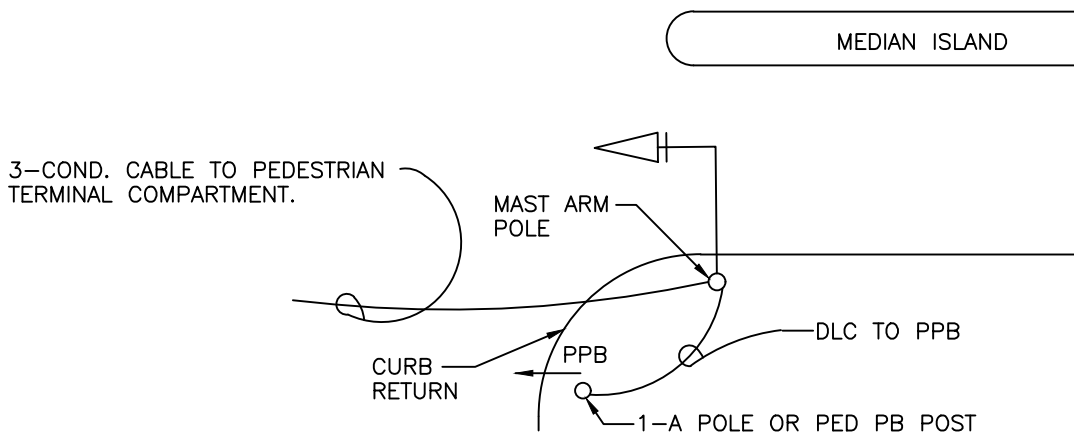 MEDIAN ISLAND
3-COND. CABLE TO PEDESTRIAN
TERMINAL COMPARTMENT.
MAST ARM
POLE
DLC TO PPB
PPB
CURB
RETURN
1-A POLE OR PED PB POST